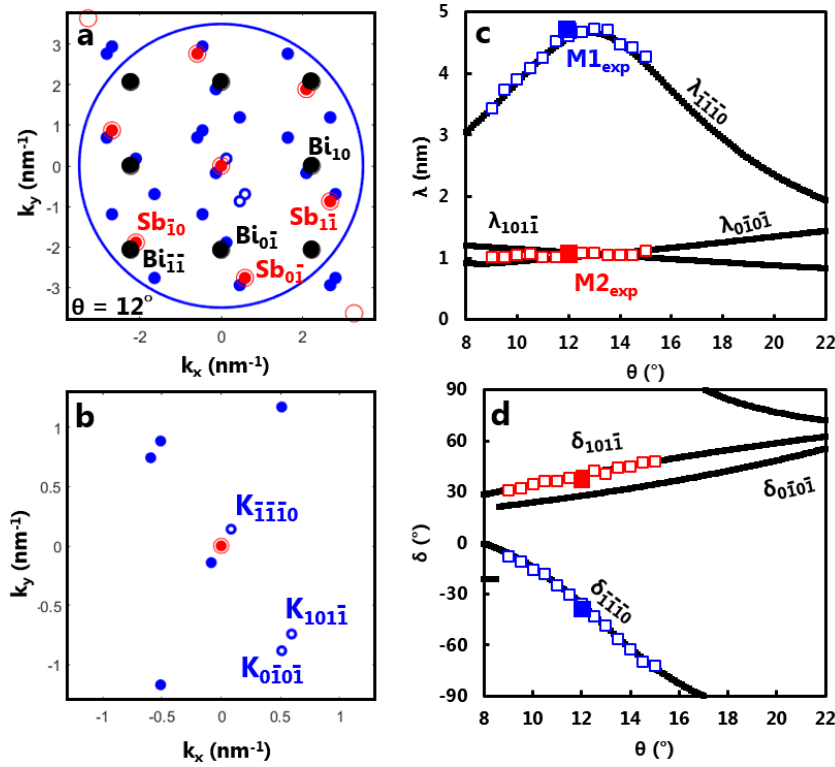 a
k_y (nm⁻¹)
3
2
1
0
-1
-2
-3
Bi₁₀
Sb₁̄₀
Sb₁₁̄
Bi₀₁̄
Bi₁̄₁̄
Sb₀₁̄
θ = 12°
-2
0
2
k_x (nm⁻¹)
b
k_y (nm⁻¹)
1
0.5
0
-0.5
-1
K₁̄₁̄₁̄₀
K₁₀₁₁̄
K₀₁̄₀₁̄
-1
-0.5
0
0.5
1
k_x (nm⁻¹)
c
λ (nm)
5
4
3
2
1
0
M1exp
λ₁̄₁̄₁̄₀
λ₁₀₁₁̄
λ₀₁̄₀₁̄
M2exp
8
10
12
14
16
18
20
22
θ (°)
d
δ (°)
90
60
30
0
-30
-60
-90
δ₁₀₁₁̄
δ₀₁̄₀₁̄
δ₁̄₁̄₁̄₀
8
10
12
14
16
18
20
22
θ (°)